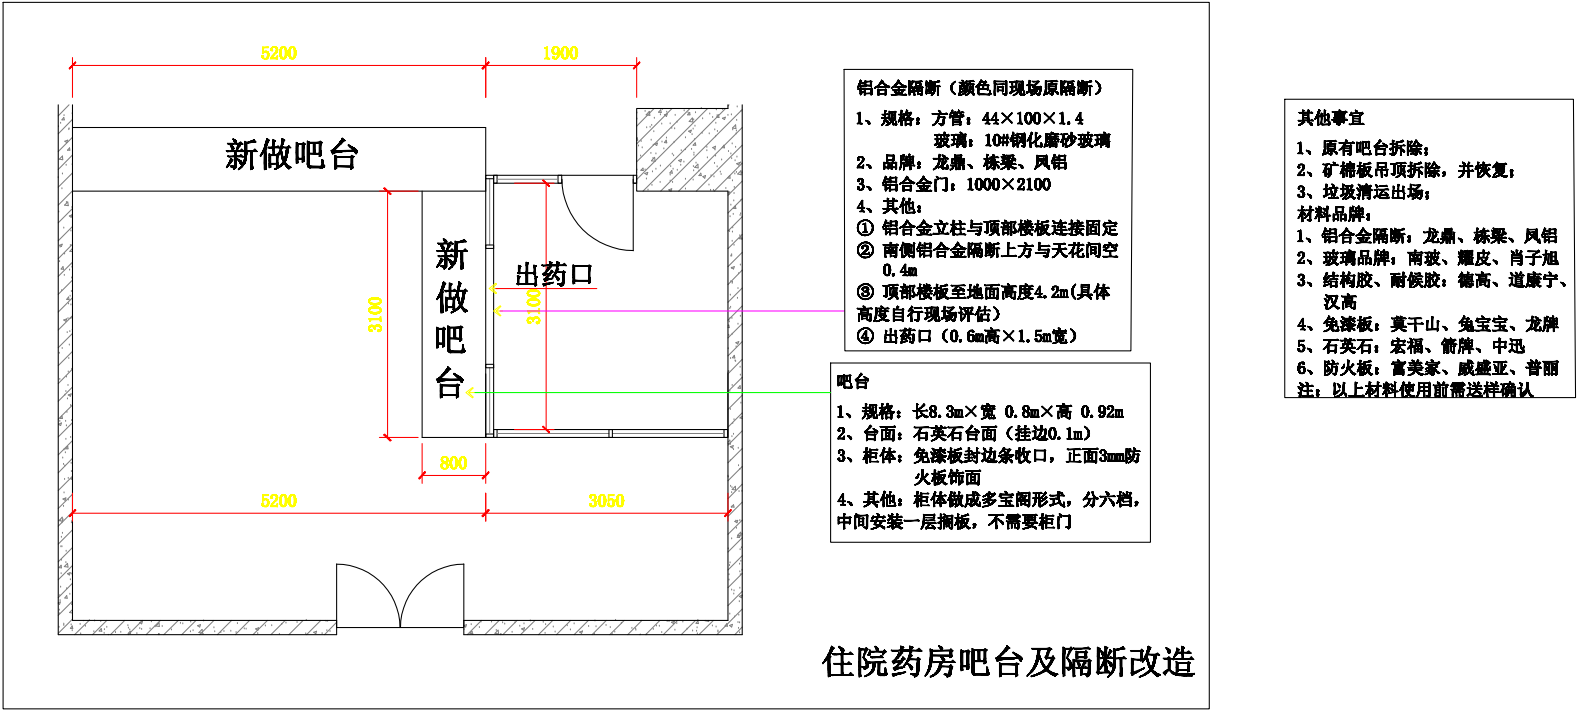 5200
1900
新做吧台
新做吧台
出药口
3100
3100
800
5200
3050
铝合金隔断（颜色同现场原隔断）
1、规格：方管：44×100×1.4
玻璃：10#钢化磨砂玻璃
2、品牌：龙鼎、栋梁、凤铝
3、铝合金门：1000×2100
4、其他：
① 铝合金立柱与顶部楼板连接固定
② 南侧铝合金隔断上方与天花间空
0.4m
③ 顶部楼板至地面高度4.2m(具体
高度自行现场评估)
④ 出药口（0.6m高×1.5m宽）
吧台
1、规格：长8.3m×宽 0.8m×高 0.92m
2、台面：石英石台面（挂边0.1m）
3、柜体：免漆板封边条收口，正面3mm防
火板饰面
4、其他：柜体做成多宝阁形式，分六档，
中间安装一层搁板，不需要柜门
住院药房吧台及隔断改造
其他事宜
1、原有吧台拆除；
2、矿棉板吊顶拆除，并恢复；
3、垃圾清运出场；
材料品牌：
1、铝合金隔断：龙鼎、栋梁、凤铝
2、玻璃品牌：南玻、耀皮、肖子旭
3、结构胶、耐候胶：德高、道康宁、
汉高
4、免漆板：莫干山、兔宝宝、龙牌
5、石英石：宏福、箭牌、中迅
6、防火板：富美家、威盛亚、普丽
注：以上材料使用前需送样确认